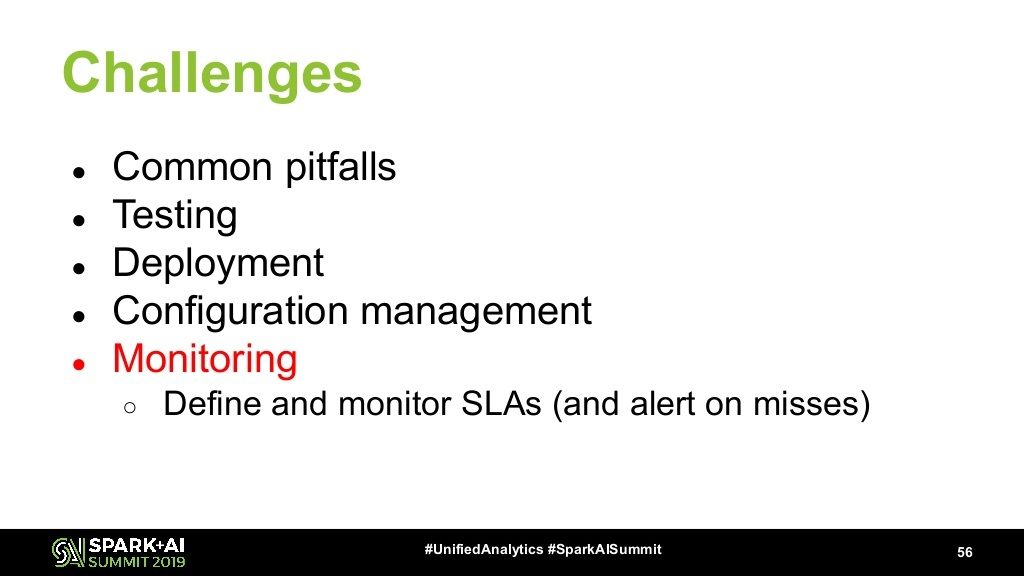 Challenges
● Common pitfalls
● Testing
● Deployment
● Configuration management
● Monitoring
○ Define and monitor SLAs (and alert on misses)
SPARK+AI
SUMMIT 2019
#UnifiedAnalytics #SparkAISummit
56